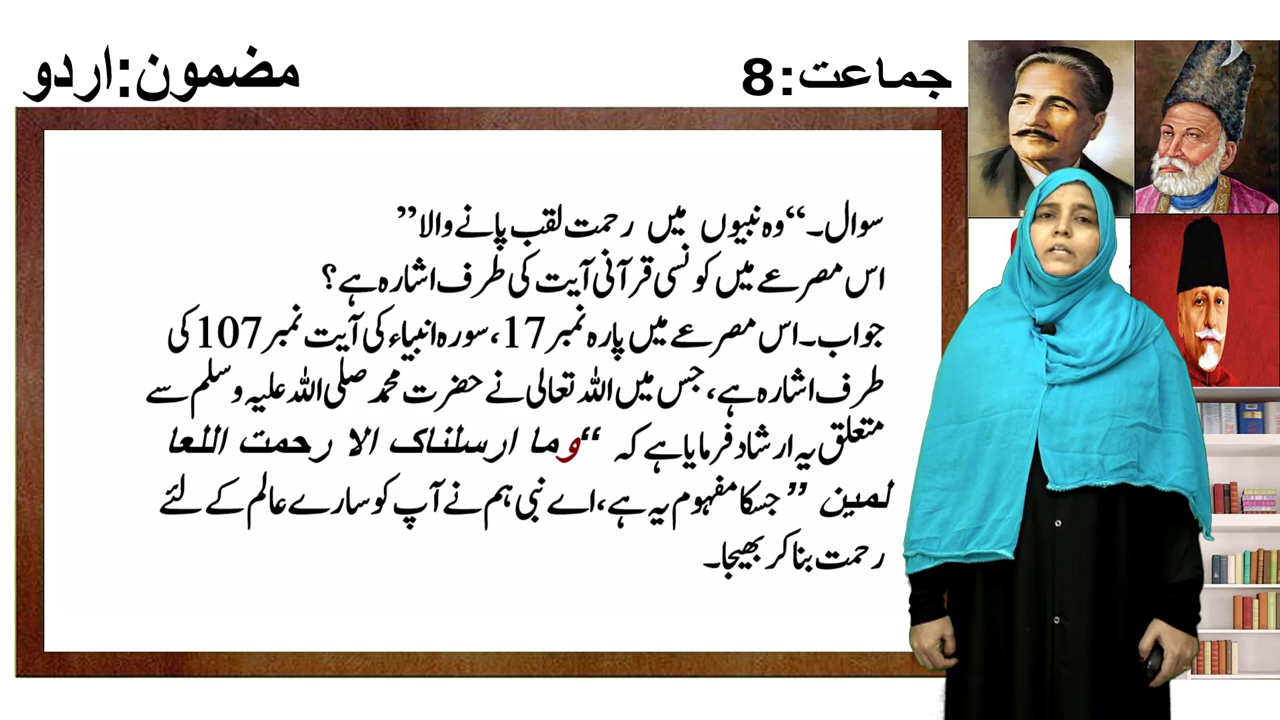 جماعت:8
مضمون:اردو
سوال۔“وہ نبیوں میں رحمت لقب پانے والا”
اس مصرعے میں کونسی قرآنی آیت کی طرف اشارہ ہے؟
جواب۔اس مصرعے میں پارہ نمبر17،سورہ انبیاء کی آیت نمبر107 کی
طرف اشارہ ہے،جس میں اللہ تعالی نے حضرت محمد صلی اللہ علیہ وسلم سے
متعلق یہ ارشاد فرمایا ہے کہ “وما ارسلناک الا رحمت اللعا
لمین ” جسکا مفہوم یہ ہے،اے نبی ہم نے آپ کو سارے عالم کے لئے
رحمت بنا کر بھیجا۔